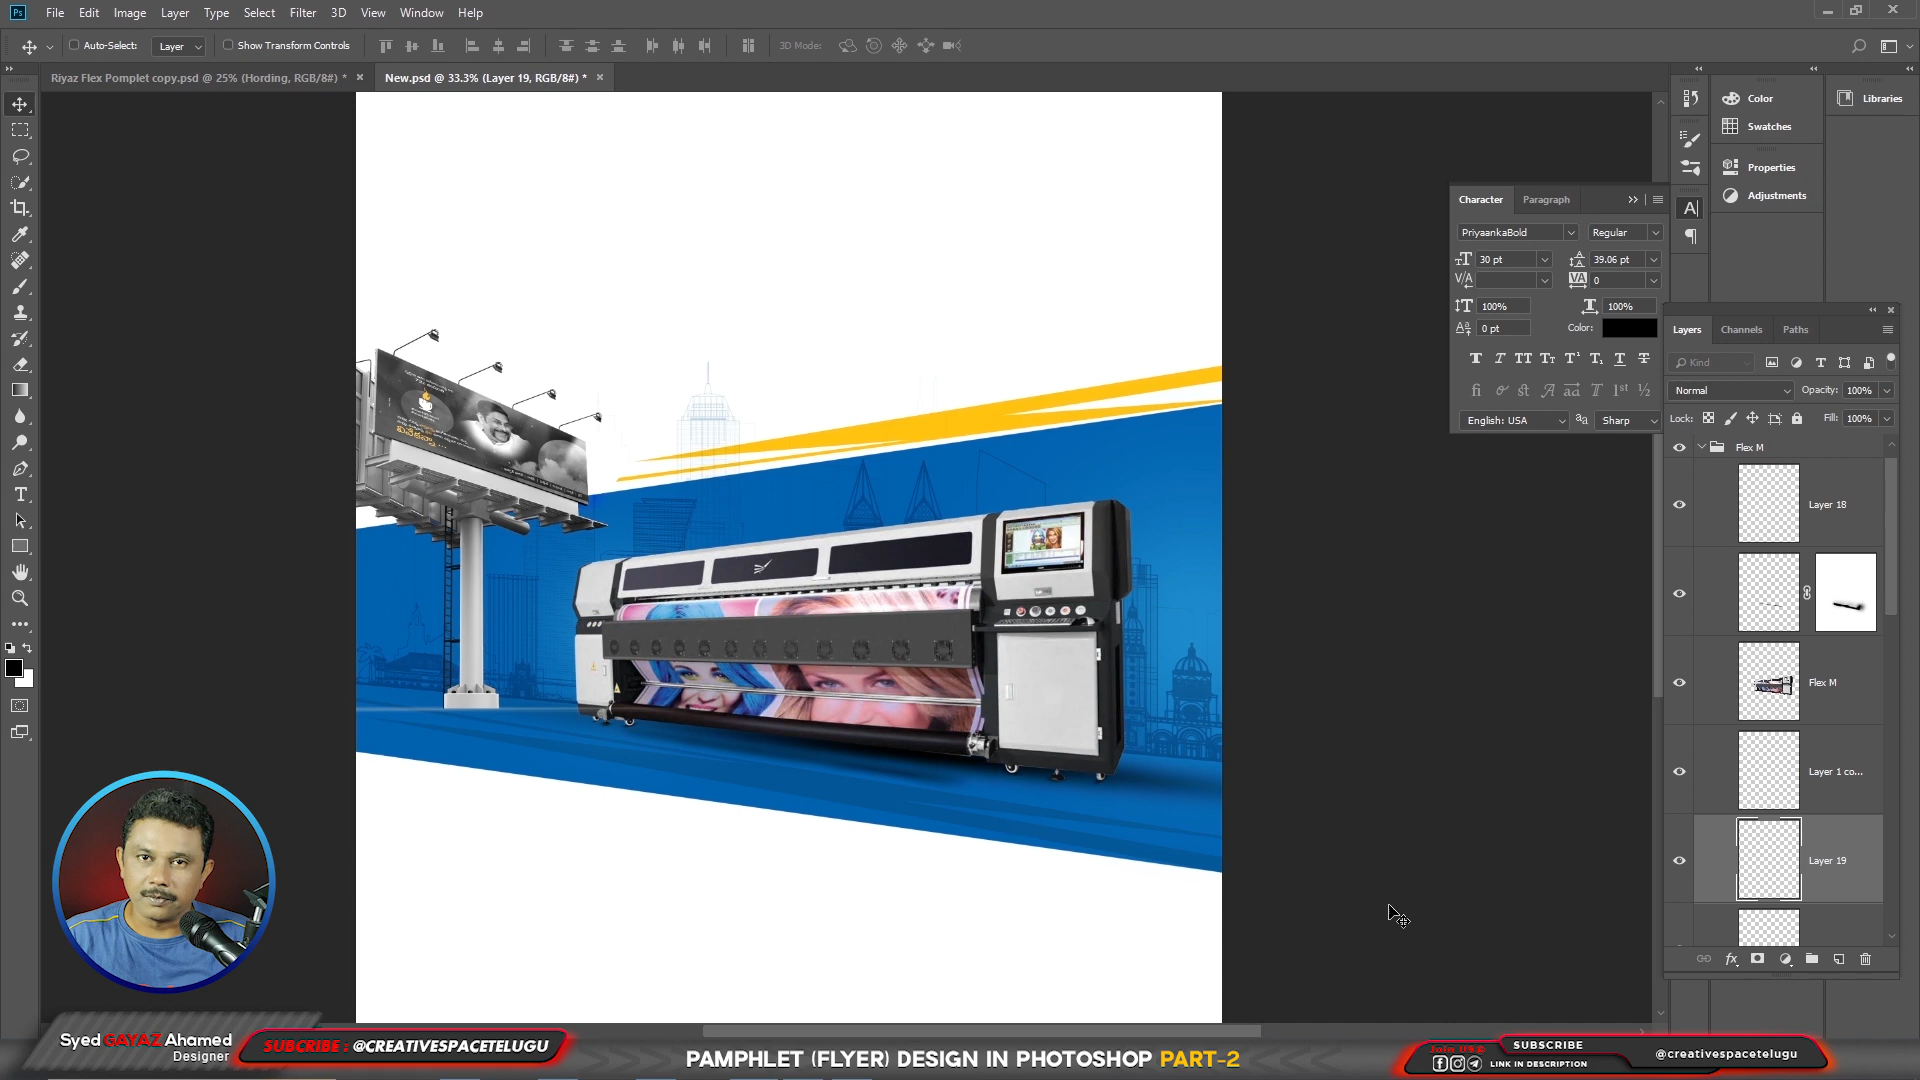 Ps File Edit Image Layer Type Select Filter 3D View Window Help
Auto-Select: Layer Show Transform Controls 3D Mode:
Riyaz Flex Pomplet copy.psd @ 25% (Hording, RGB/8#) * ×
New.psd @ 33.3% (Layer 19, RGB/8#) * ×
Color
Swatches
Properties
Adjustments
Libraries
Character Paragraph
PriyaankaBold Regular
30 pt 39.06 pt
0
100% 100%
0 pt Color:
English: USA aa Sharp
Layers Channels Paths
Kind
Normal Opacity: 100%
Lock: Fill: 100%
Flex M
Layer 18
Flex M
Layer 1 co...
Layer 19
Syed GAYAZ Ahamed
Designer
SUBCRIBE : @CREATIVESPACETELUGU
PAMPHLET (FLYER) DESIGN IN PHOTOSHOP PART-2
Join US@
SUBSCRIBE
LINK IN DESCRIPTION
@creativespacetelugu